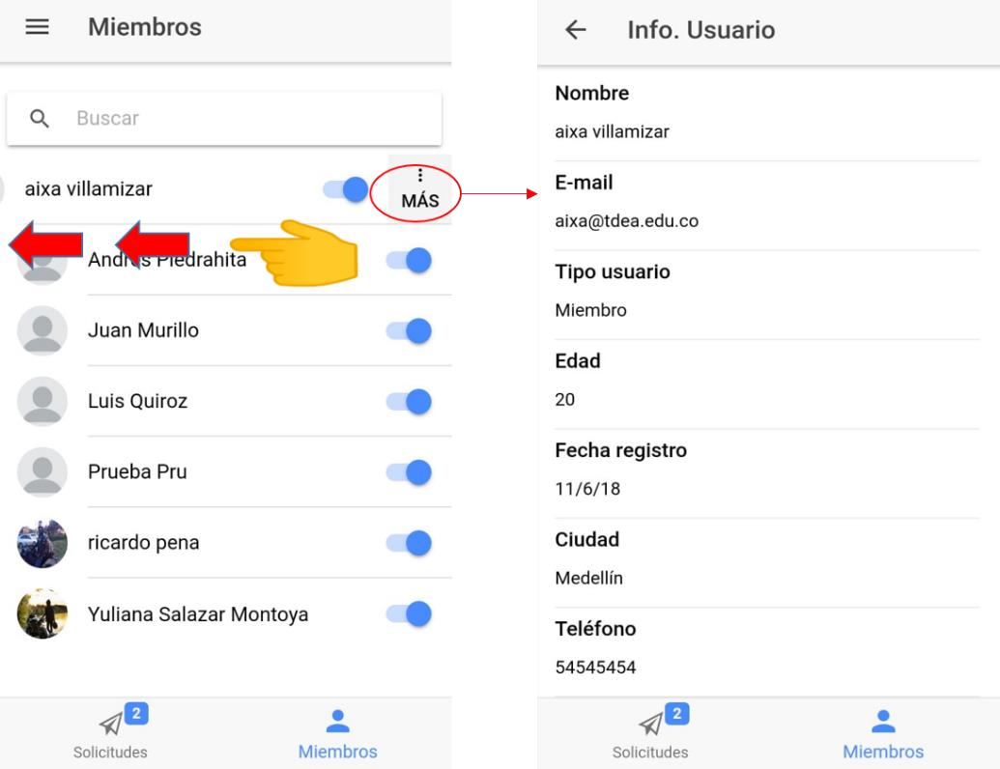 Miembros
Buscar
aixa villamizar
MÁS
Andrés Piedrahita
Juan Murillo
Luis Quiroz
Prueba Pru
ricardo pena
Yuliana Salazar Montoya
2
Solicitudes
Miembros
Info. Usuario
Nombre
aixa villamizar
E-mail
aixa@tdea.edu.co
Tipo usuario
Miembro
Edad
20
Fecha registro
11/6/18
Ciudad
Medellín
Teléfono
54545454
2
Solicitudes
Miembros